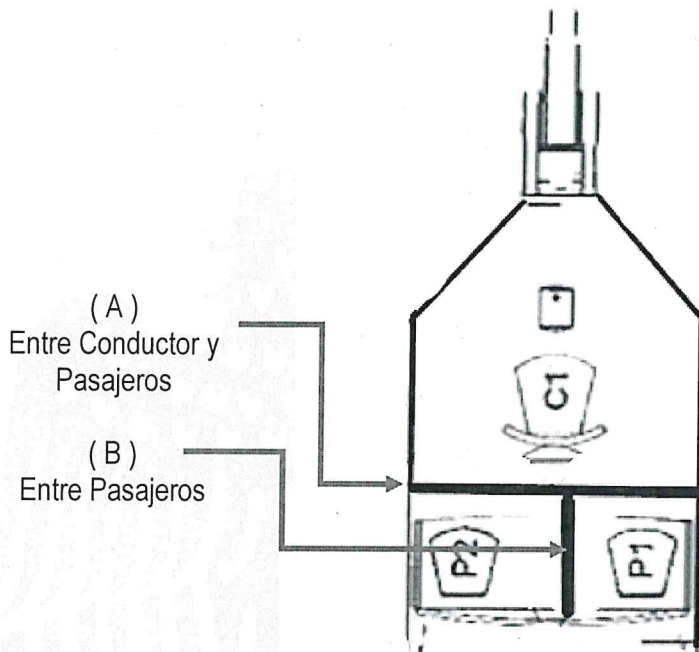 ( A )
Entre Conductor y
Pasajeros
( B )
Entre Pasajeros
C1
P2
P1